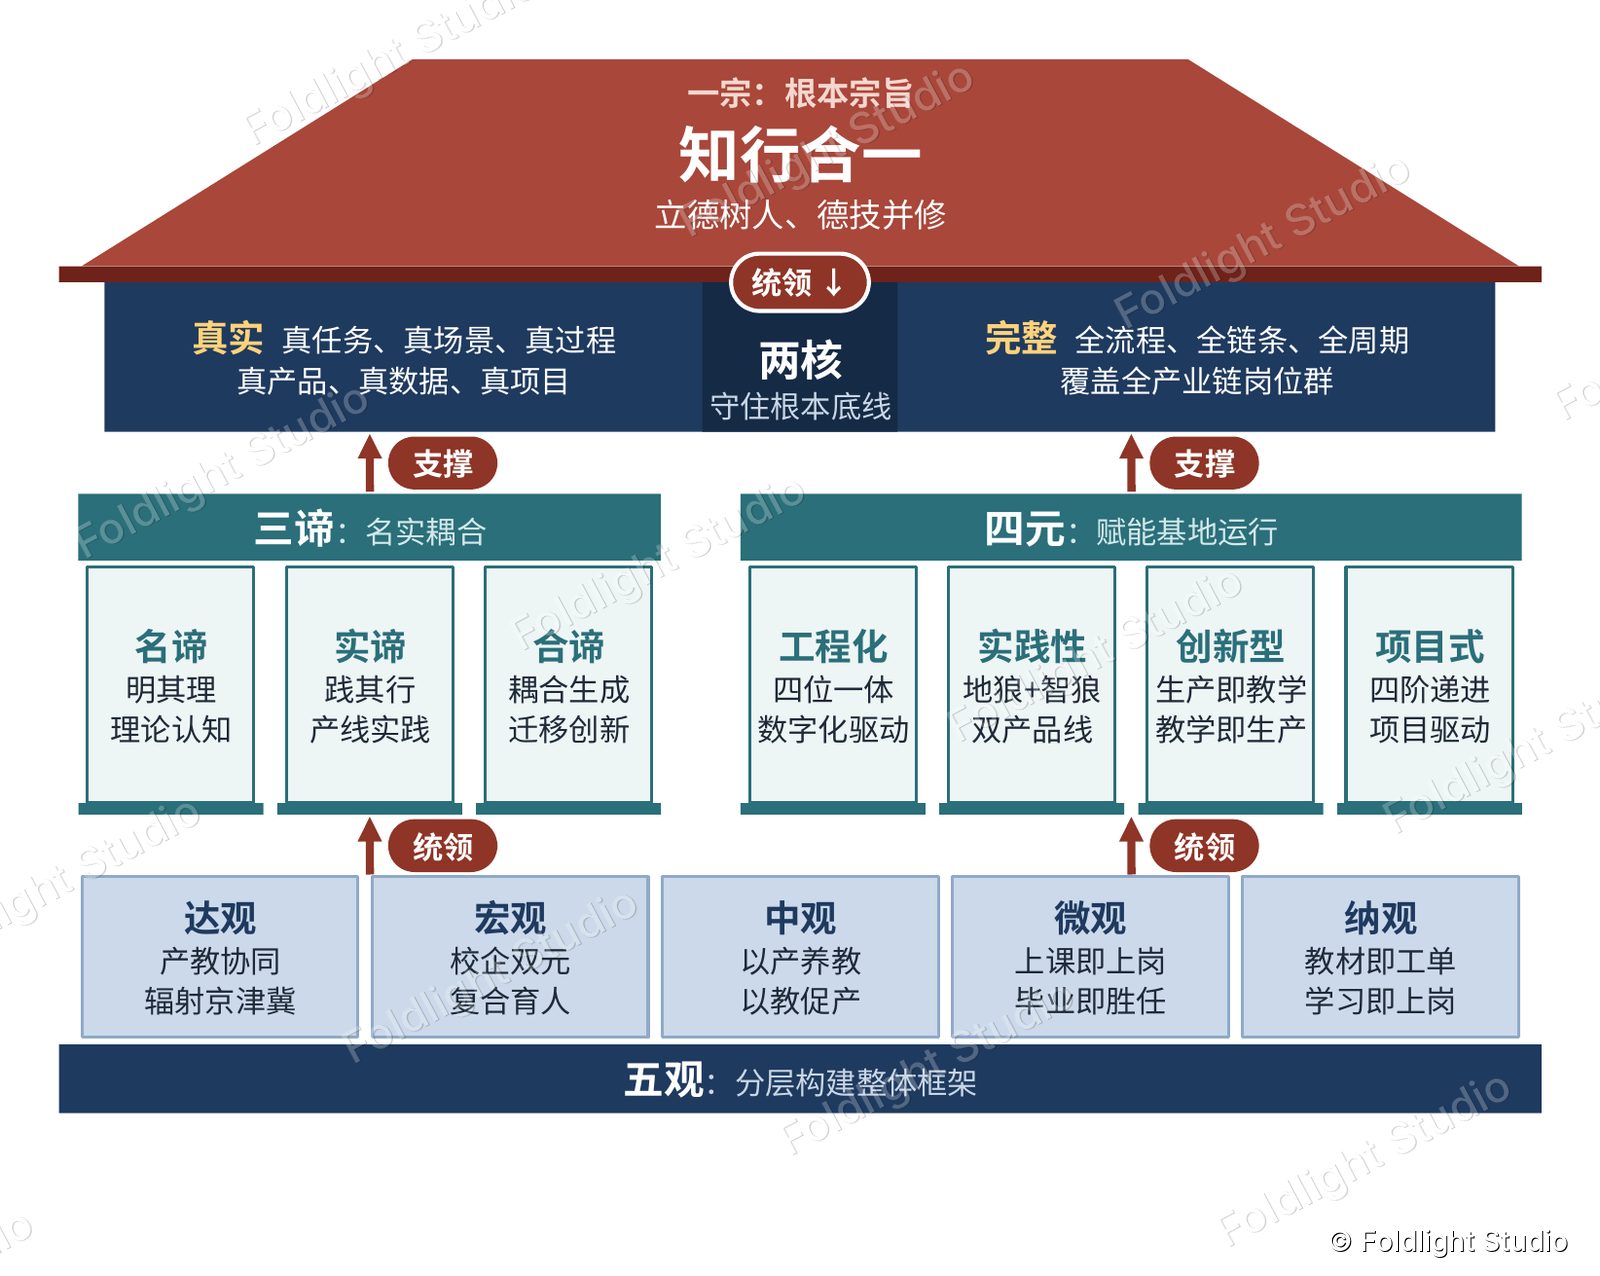 一宗：根本宗旨
知行合一
立德树人、德技并修
统领 ↓
真实 真任务、真场景、真过程
真产品、真数据、真项目
两核
守住根本底线
完整 全流程、全链条、全周期
覆盖全产业链岗位群
支撑
支撑
三谛：名实耦合
四元：赋能基地运行
名谛
明其理
理论认知
实谛
践其行
产线实践
合谛
耦合生成
迁移创新
工程化
四位一体
数字化驱动
实践性
地狼+智狼
双产品线
创新型
生产即教学
教学即生产
项目式
四阶递进
项目驱动
统领
统领
达观
产教协同
辐射京津冀
宏观
校企双元
复合育人
中观
以产养教
以教促产
微观
上课即上岗
毕业即胜任
纳观
教材即工单
学习即上岗
五观：分层构建整体框架
© Foldlight Studio